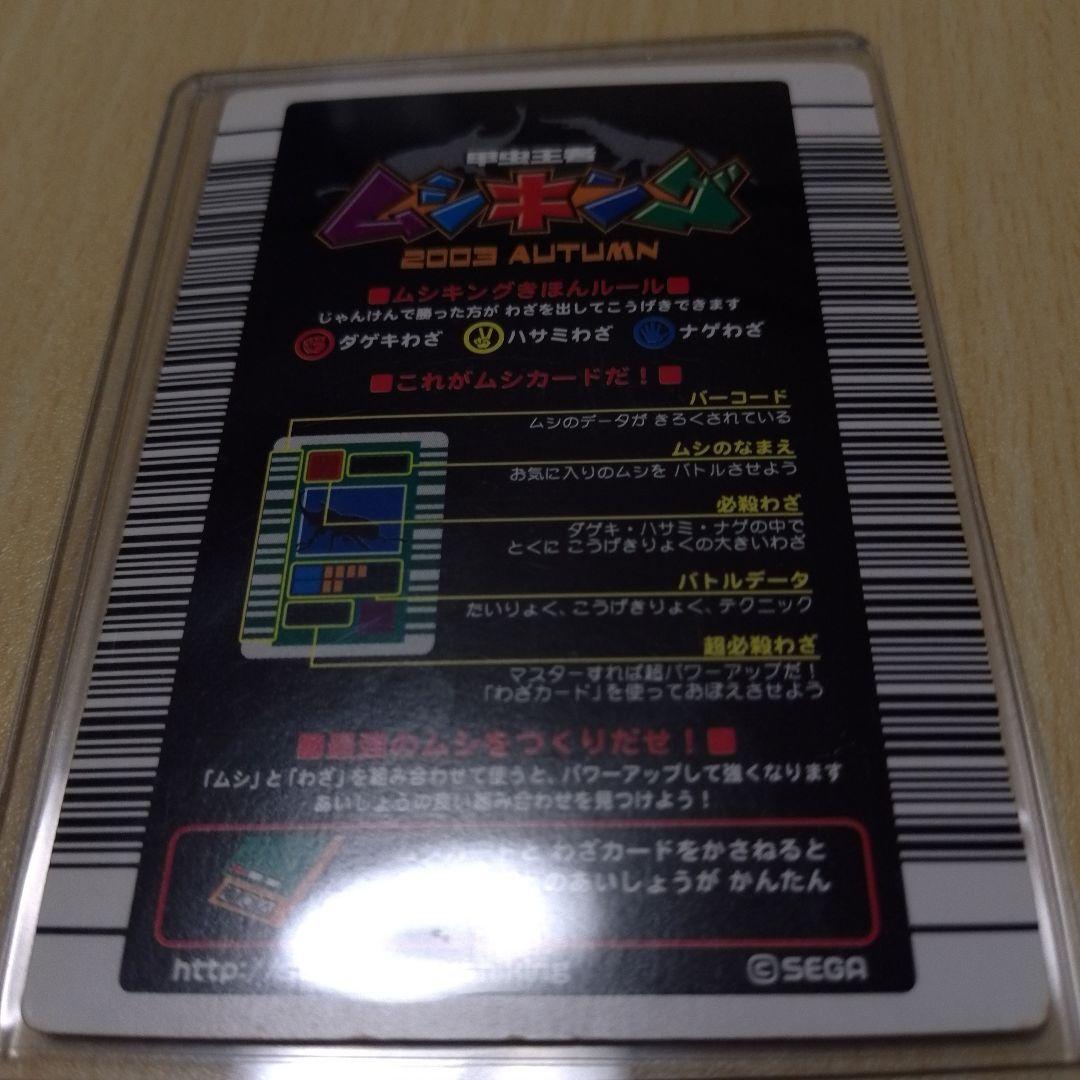 甲虫王者
ムシキング
2003 AUTUMN
■ムシキングきほんルール■
じゃんけんで勝った方が わざを出してこうげきできます
ダゲキわざ ハサミわざ ナゲわざ
■これがムシカードだ！■
バーコード
ムシのデータが きろくされている
ムシのなまえ
お気に入りのムシを バトルさせよう
必殺わざ
ダゲキ・ハサミ・ナゲの中で
とくに こうげきりょくの大きいわざ
バトルデータ
たいりょく、こうげきりょく、テクニック
超必殺わざ
マスターすれば超パワーアップだ！
「わざカード」を使っておぼえさせよう
のムシをつくりだせ！■
「ムシ」と「わざ」を組み合わせて使うと、パワーアップして強くなります
あいしょうの良い組み合わせを見つけよう！
と わざカードをかさねると
のあいしょうが かんたん
http:/
©SEGA